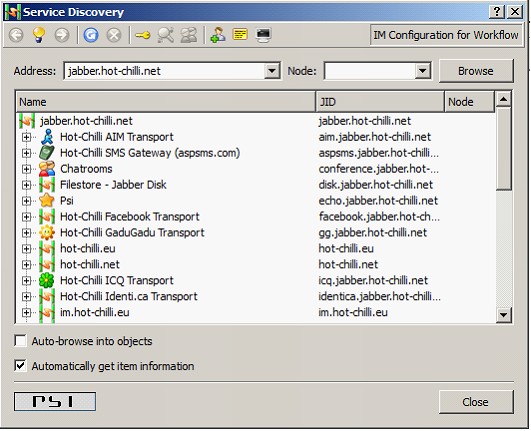 Service Discovery
IM Configuration for Workflow
Address: jabber.hot-chilli.net Node: Browse
Name JID Node
jabber.hot-chilli.net jabber.hot-chilli.net
Hot-Chilli AIM Transport aim.jabber.hot-chilli.net
Hot-Chilli SMS Gateway (aspsms.com) aspsms.jabber.hot-chilli...
Chatrooms conference.jabber.hot-...
Filestore - Jabber Disk disk.jabber.hot-chilli.net
Psi echo.jabber.hot-chilli.net
Hot-Chilli Facebook Transport facebook.jabber.hot-ch...
Hot-Chilli GaduGadu Transport gg.jabber.hot-chilli.net
hot-chilli.eu hot-chilli.eu
hot-chilli.net hot-chilli.net
Hot-Chilli ICQ Transport icq.jabber.hot-chilli.net
Hot-Chilli Identi.ca Transport identica.jabber.hot-chilli...
im.hot-chilli.eu im.hot-chilli.eu
Auto-browse into objects
Automatically get item information
PSI Close